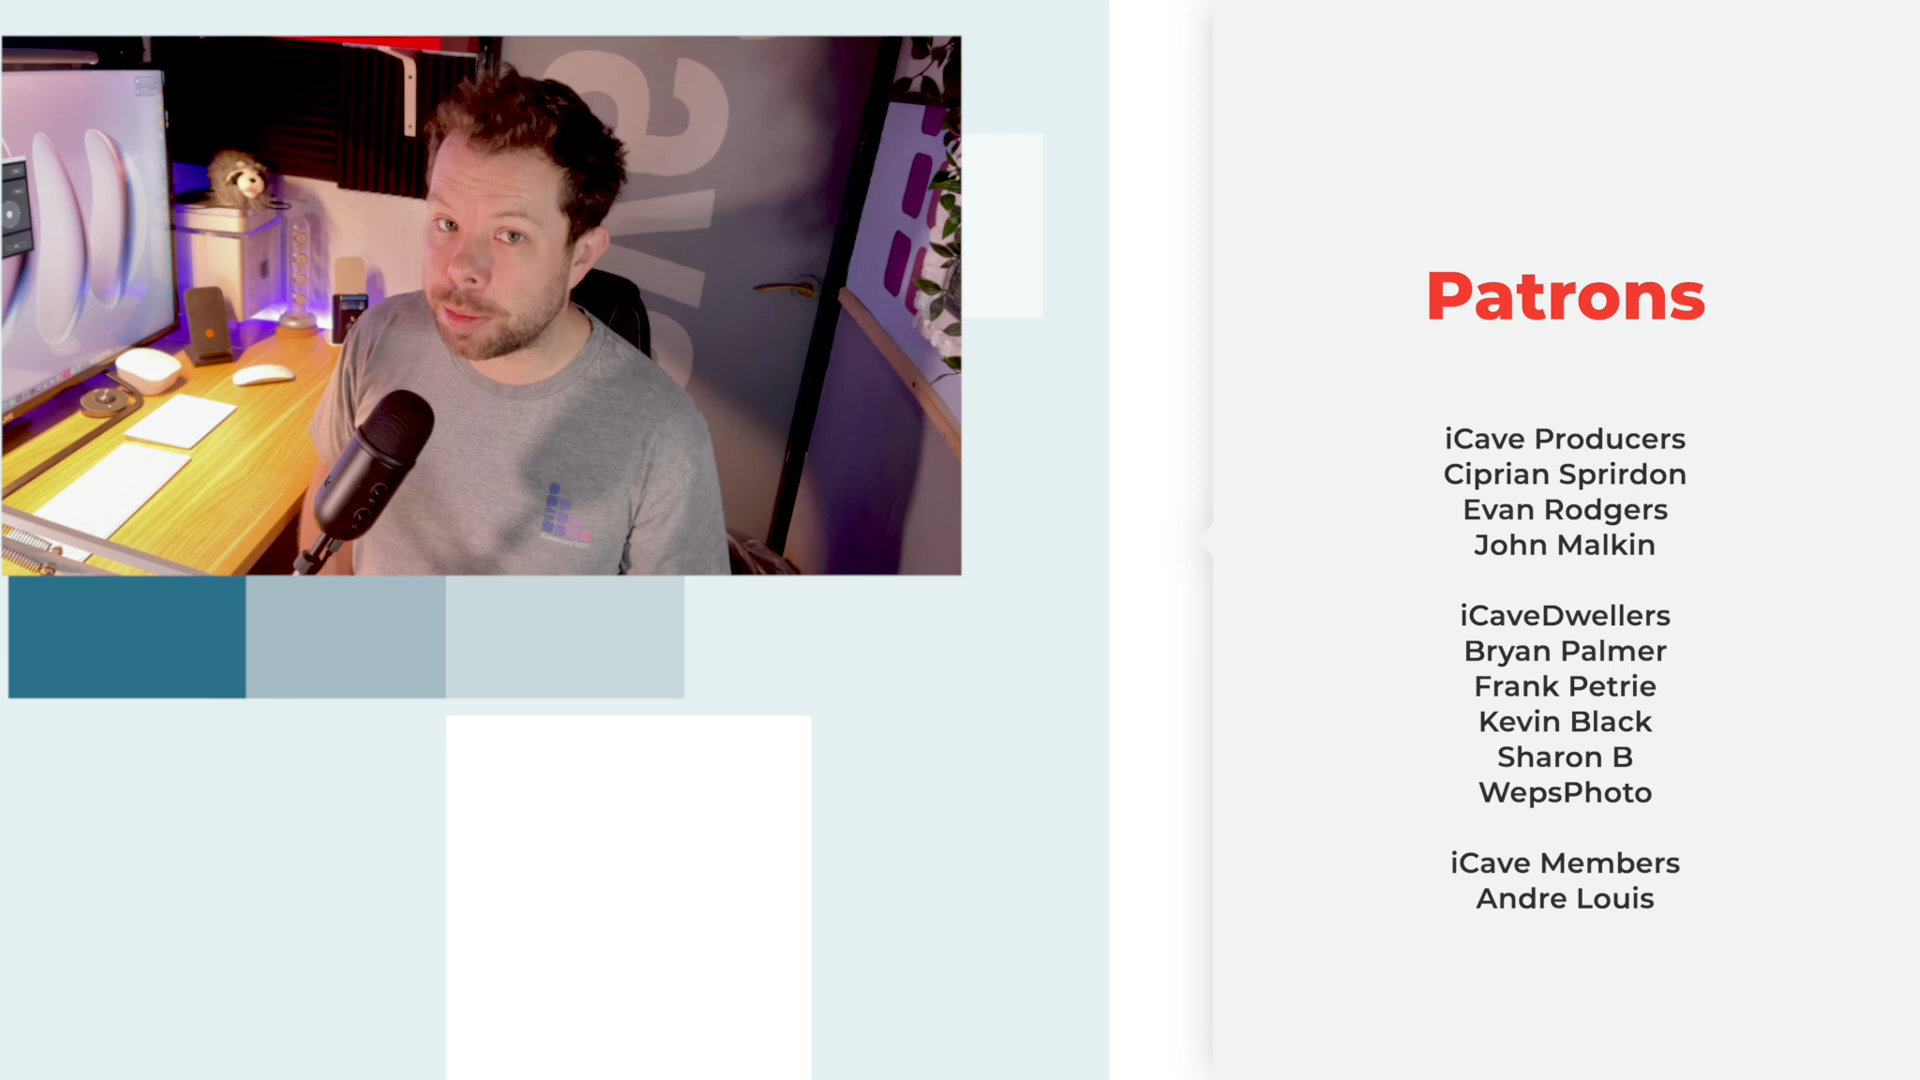 Patrons
iCave Producers
Ciprian Sprirdon
Evan Rodgers
John Malkin
iCaveDwellers
Bryan Palmer
Frank Petrie
Kevin Black
Sharon B
WepsPhoto
iCave Members
Andre Louis